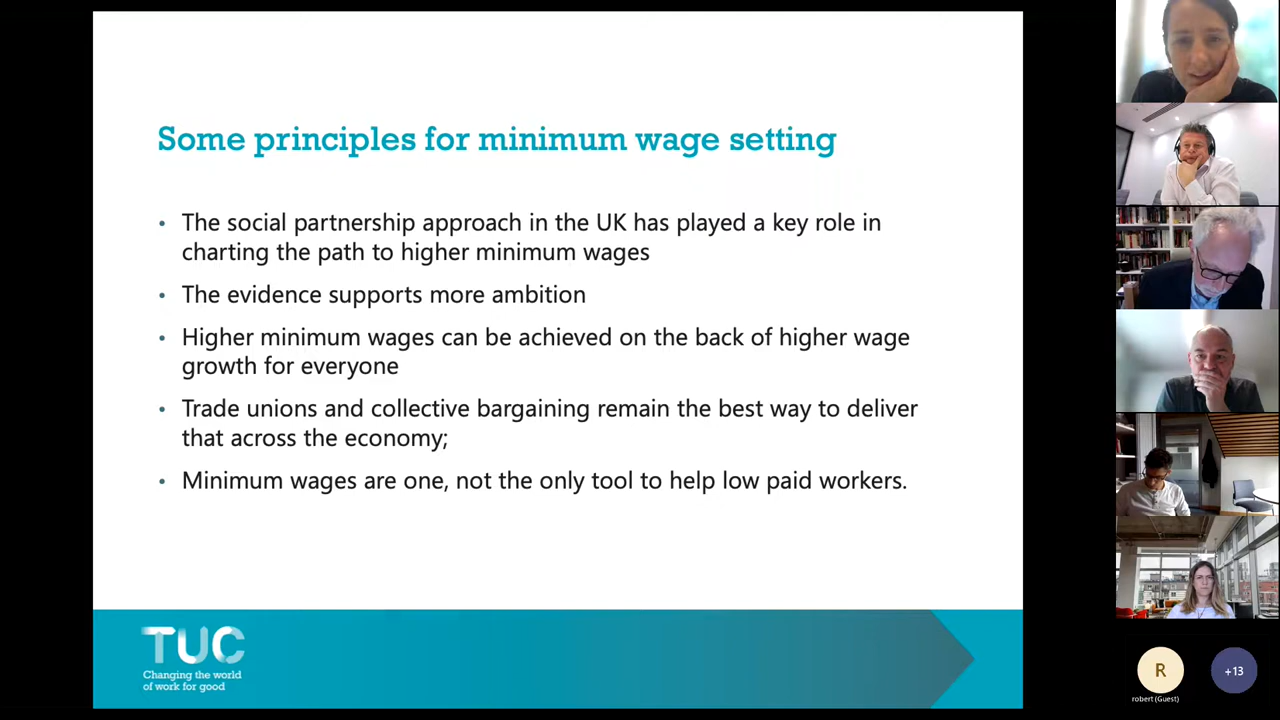 Some principles for minimum wage setting
• The social partnership approach in the UK has played a key role in
charting the path to higher minimum wages
• The evidence supports more ambition
• Higher minimum wages can be achieved on the back of higher wage
growth for everyone
• Trade unions and collective bargaining remain the best way to deliver
that across the economy;
• Minimum wages are one, not the only tool to help low paid workers.
TUC
Changing the world
of work for good
R
robert (Guest)
+13